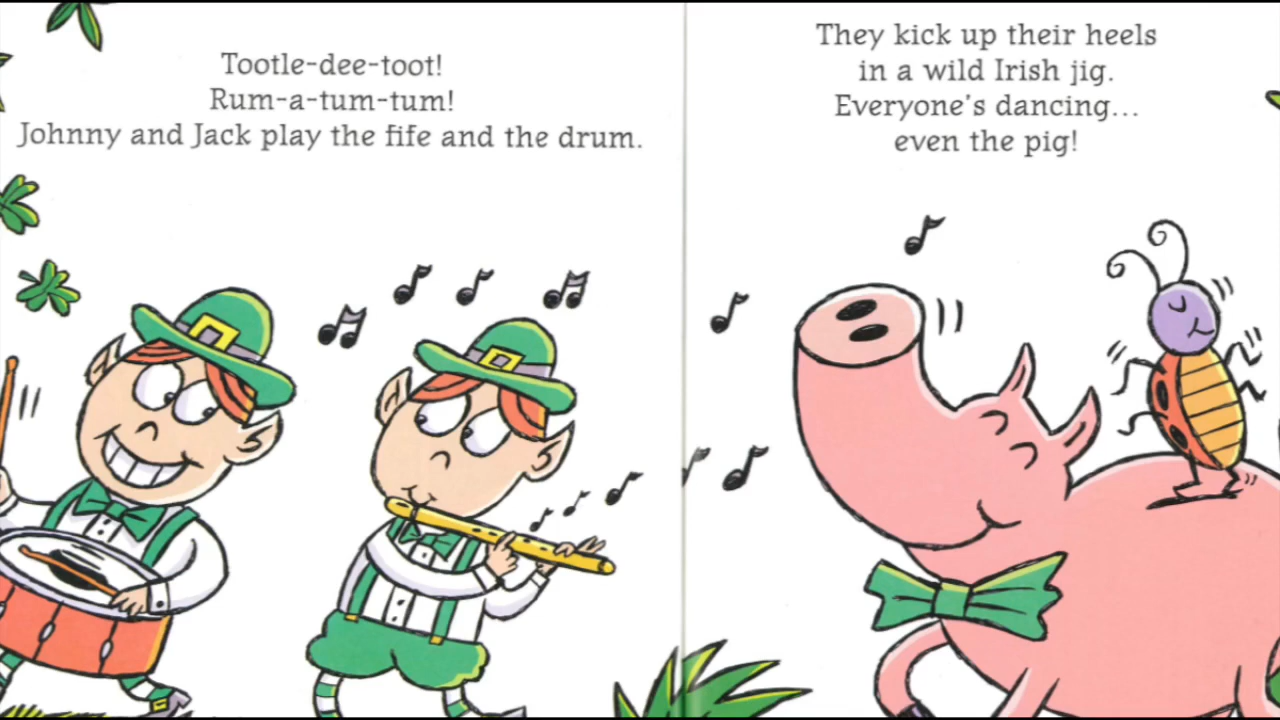 Tootle-dee-toot!
Rum-a-tum-tum!
Johnny and Jack play the fife and the drum.
They kick up their heels
in a wild Irish jig.
Everyone's dancing...
even the pig!